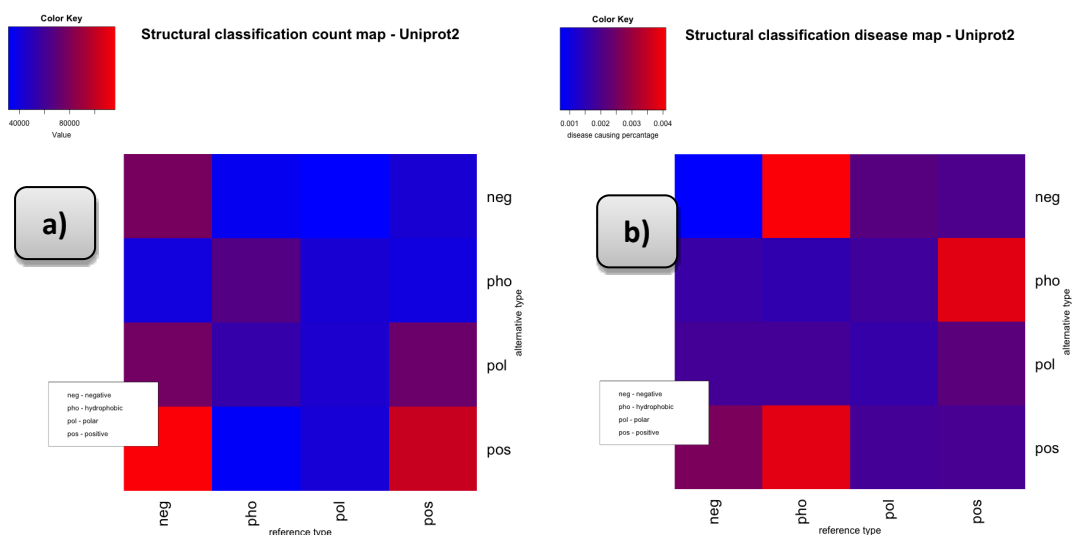 Color Key
Structural classification count map - Uniprot2
40000 80000
Value
a)
neg
pho
pol
pos
alternative type
neg - negative
pho - hydrophobic
pol - polar
pos - positive
neg pho pol pos
reference type
Color Key
Structural classification disease map - Uniprot2
0.001 0.002 0.003 0.004
disease causing percentage
b)
neg
pho
pol
pos
alternative type
neg - negative
pho - hydrophobic
pol - polar
pos - positive
neg pho pol pos
reference type